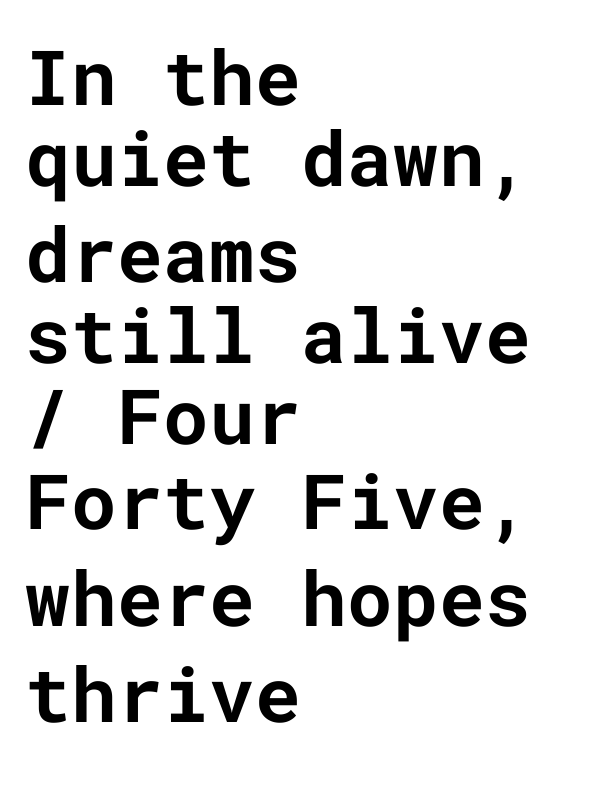 In the
quiet dawn,
dreams
still alive
/ Four
Forty Five,
where hopes
thrive